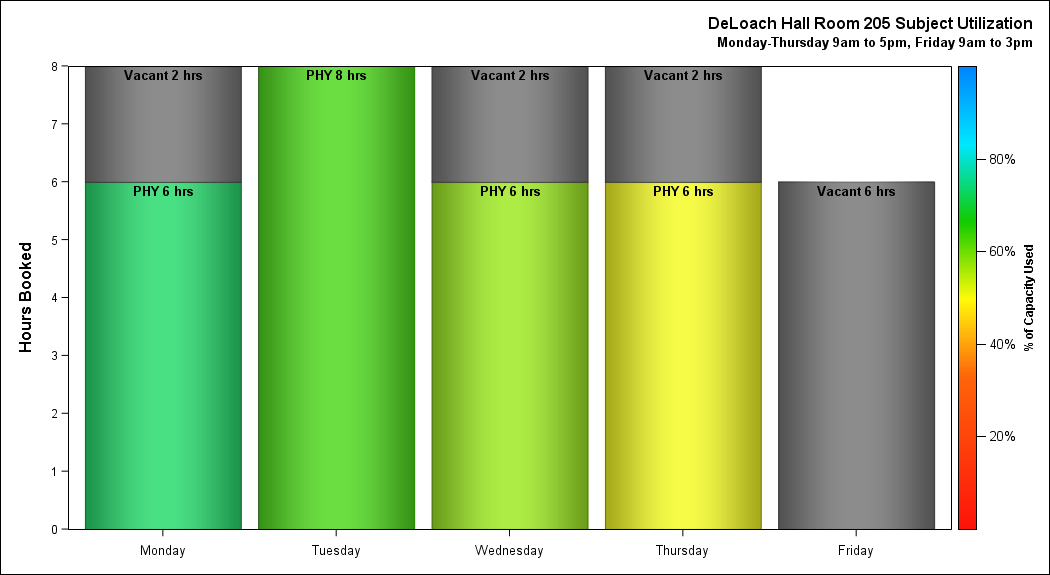 DeLoach Hall Room 205 Subject Utilization
Monday-Thursday 9am to 5pm, Friday 9am to 3pm
Hours Booked
8
7
6
5
4
3
2
1
0
Vacant 2 hrs
PHY 6 hrs
PHY 8 hrs
Vacant 2 hrs
PHY 6 hrs
Vacant 2 hrs
PHY 6 hrs
Vacant 6 hrs
Monday
Tuesday
Wednesday
Thursday
Friday
80%
60%
40%
20%
% of Capacity Used